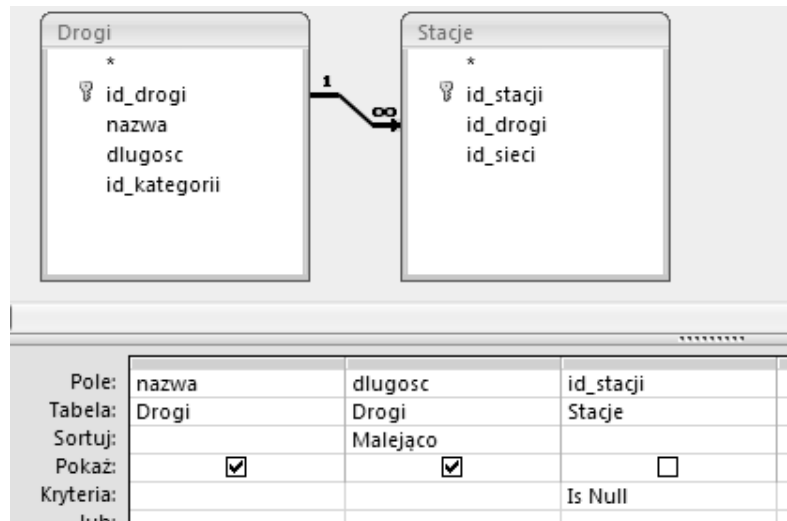 Drogi Stacje
* *
id_drogi 1 id_stacji
nazwa ∞ id_drogi
dlugosc id_sieci
id_kategorii
Pole: nazwa dlugosc id_stacji
Tabela: Drogi Drogi Stacje
Sortuj: Malejąco
Pokaż:
Kryteria: Is Null
lub: